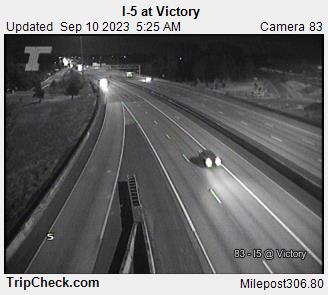 I-5 at Victory
Updated Sep 10 2023 5:25 AM Camera 83
T
5
83 - I5 @ Victory
TripCheck.com Milepost306.80